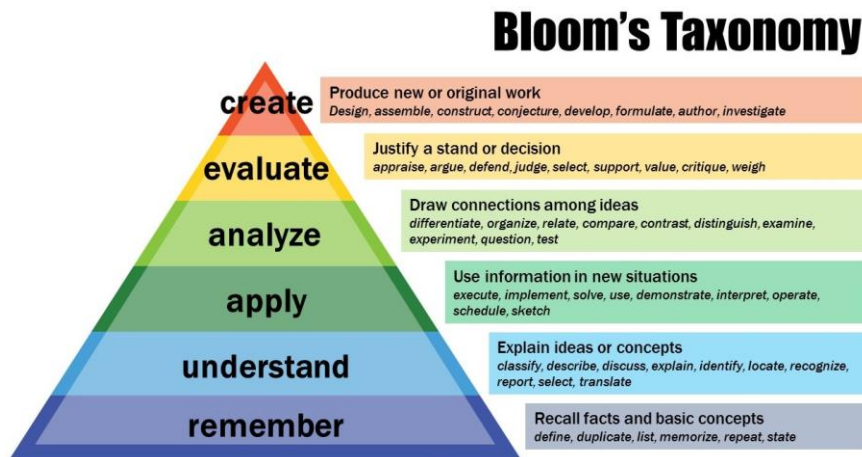 Bloom's Taxonomy
create
Produce new or original work
Design, assemble, construct, conjecture, develop, formulate, author, investigate
evaluate
Justify a stand or decision
appraise, argue, defend, judge, select, support, value, critique, weigh
analyze
Draw connections among ideas
differentiate, organize, relate, compare, contrast, distinguish, examine,
experiment, question, test
apply
Use information in new situations
execute, implement, solve, use, demonstrate, interpret, operate,
schedule, sketch
understand
Explain ideas or concepts
classify, describe, discuss, explain, identify, locate, recognize,
report, select, translate
remember
Recall facts and basic concepts
define, duplicate, list, memorize, repeat, state